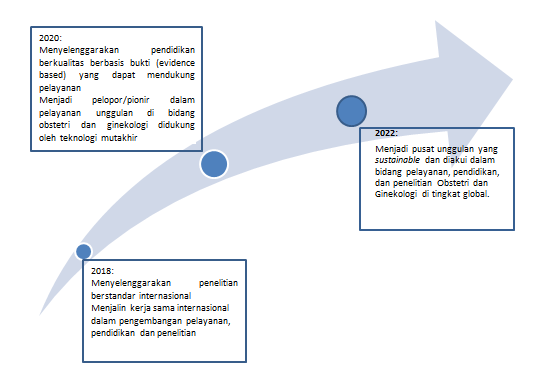 2020:
Menyelenggarakan pendidikan
berkualitas berbasis bukti (evidence
based) yang dapat mendukung
pelayanan
Menjadi pelopor/pionir dalam
pelayanan unggulan di bidang
obstetri dan ginekologi didukung
oleh teknologi mutakhir
2022:
Menjadi pusat unggulan yang
sustainable dan diakui dalam
bidang pelayanan, pendidikan,
dan penelitian Obstetri dan
Ginekologi di tingkat global.
2018:
Menyelenggarakan penelitian
berstandar internasional
Menjalin kerja sama internasional
dalam pengembangan pelayanan,
pendidikan dan penelitian